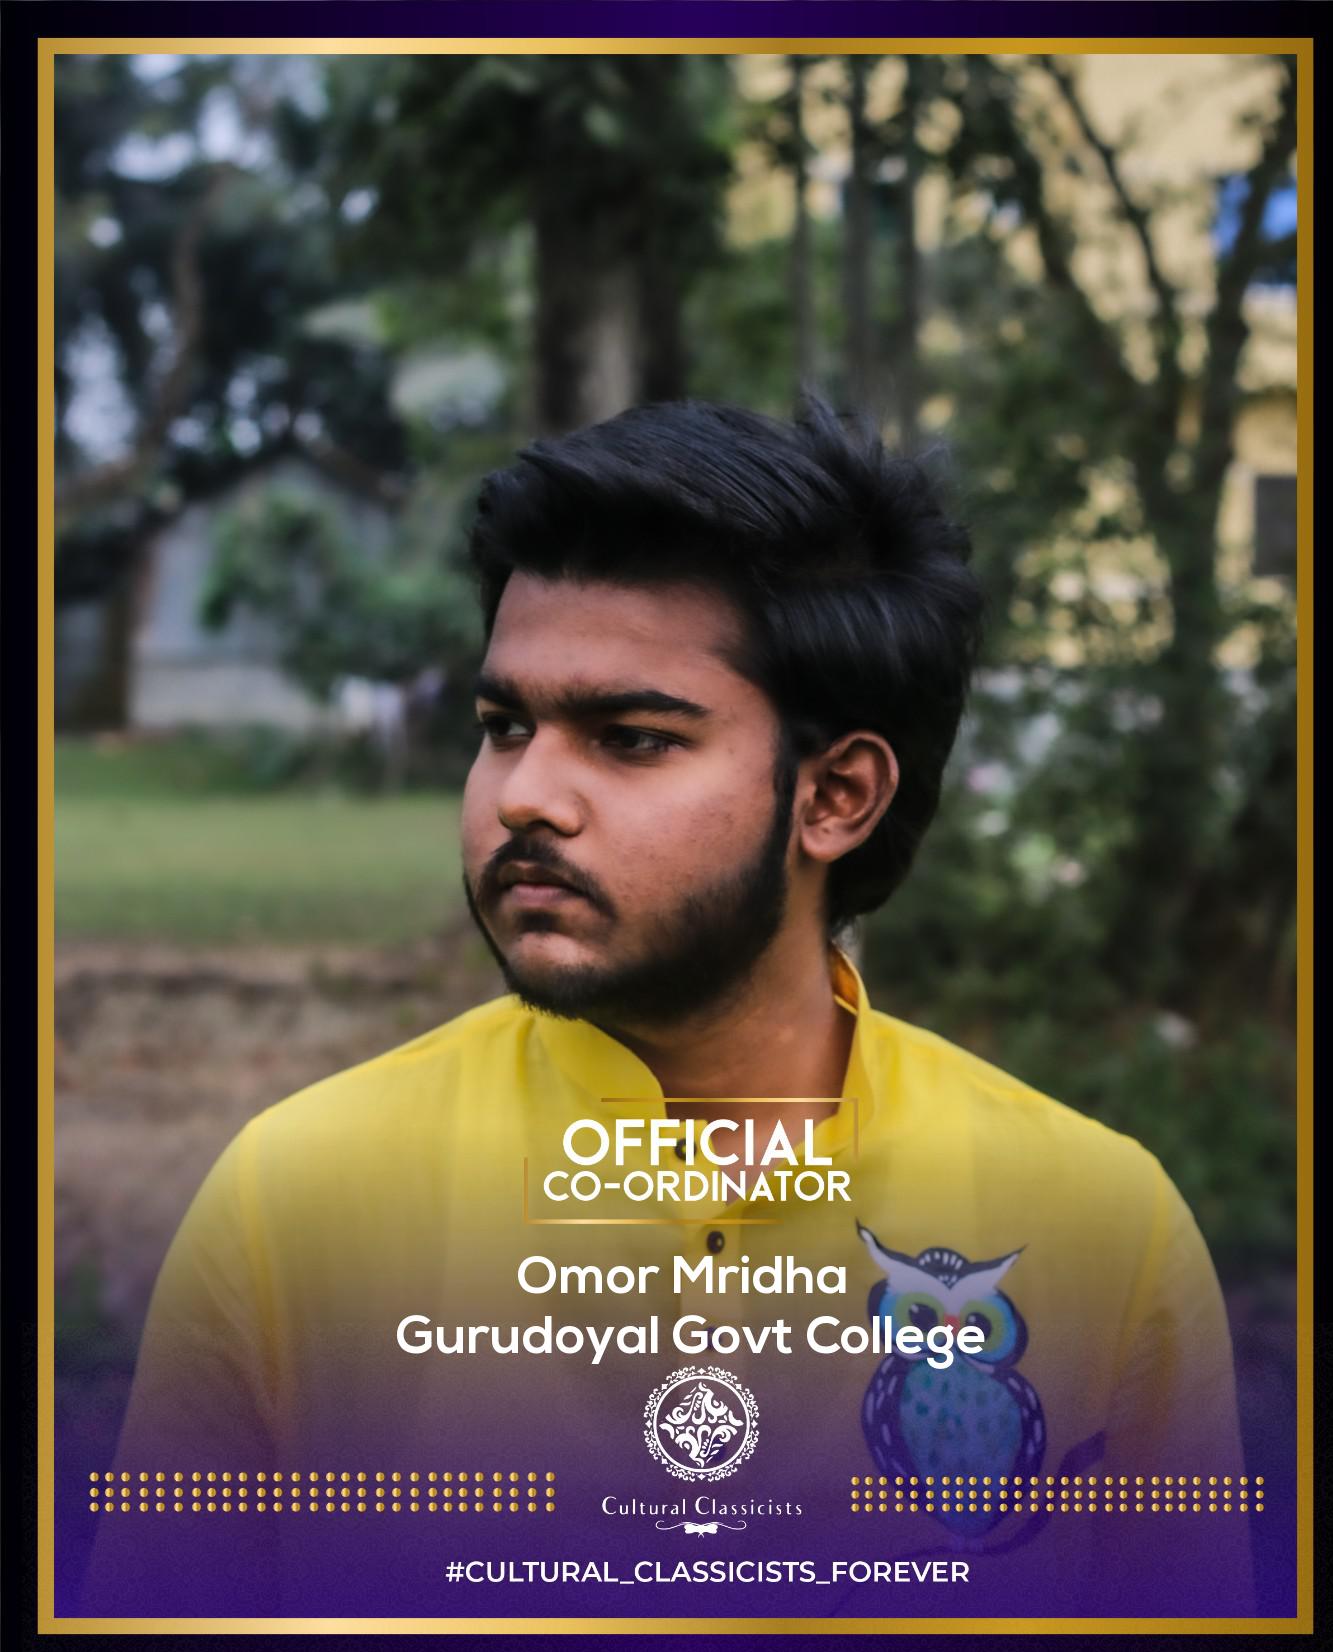 OFFICIAL
CO-ORDINATOR
Omor Mridha
Gurudoyal Govt College
Cultural Classicists
#CULTURAL_CLASSICISTS_FOREVER